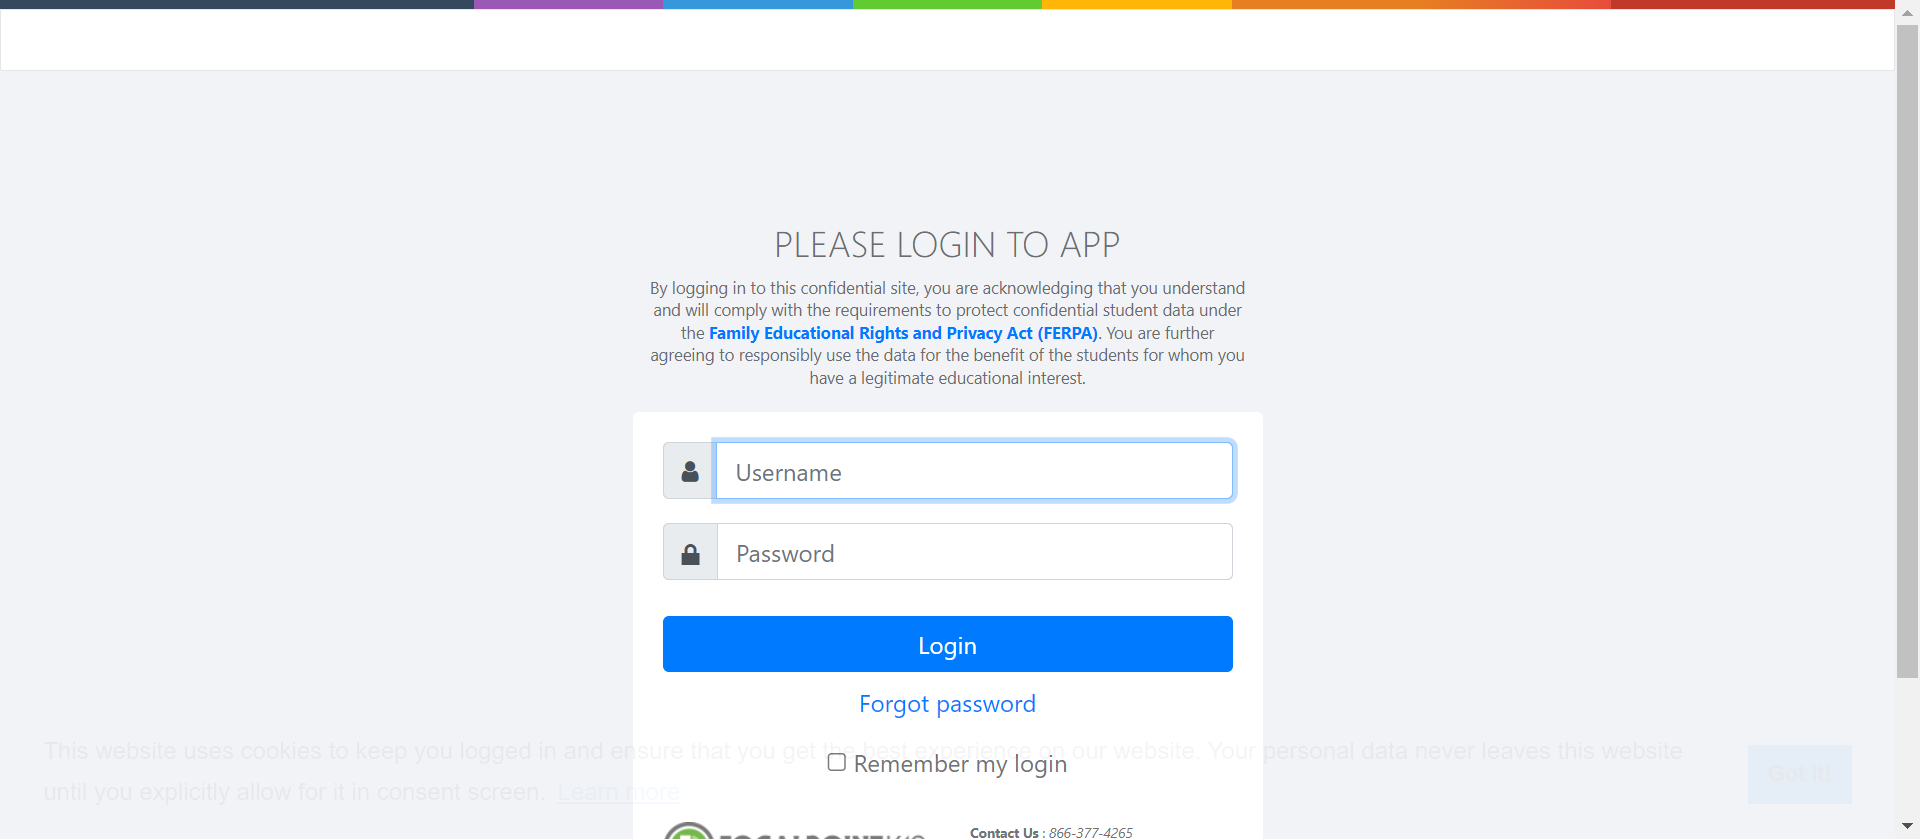 PLEASE LOGIN TO APP
By logging in to this confidential site, you are acknowledging that you understand
and will comply with the requirements to protect confidential student data under
the Family Educational Rights and Privacy Act (FERPA). You are further
agreeing to responsibly use the data for the benefit of the students for whom you
have a legitimate educational interest.
Username
Password
Login
Forgot password
This website uses cookies to keep you logged in and ensure that you get the best experience on our website. Your personal data never leaves this website
until you explicitly allow for it in consent screen. Learn more
Got it!
Remember my login
FOCALPOINT K12
Contact Us : 866-377-4265